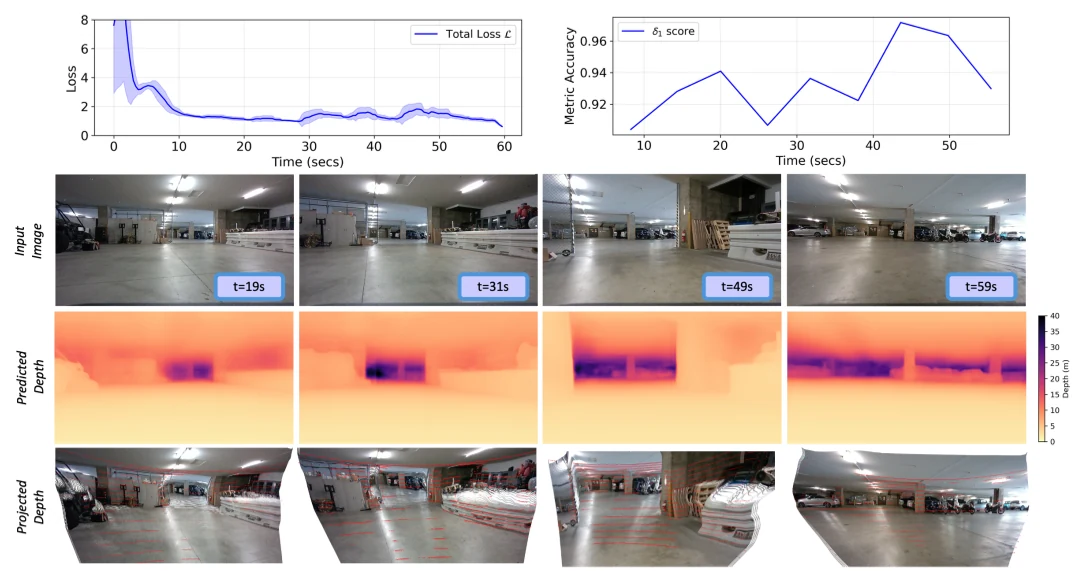 Loss
8
6
4
2
0
Total Loss ℒ
0 10 20 30 40 50 60
Time (secs)
Metric Accuracy
0.96
0.94
0.92
δ₁ score
10 20 30 40 50
Time (secs)
Input
Image
t=19s
t=31s
t=49s
t=59s
Predicted
Depth
40
35
30
25
20
15
10
5
0
Depth (m)
Projected
Depth